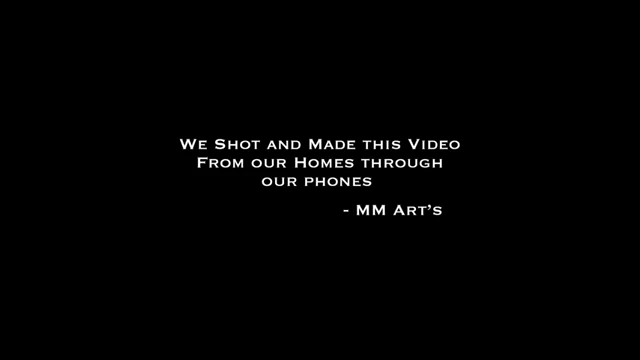 We Shot and Made this Video
From our Homes through
our phones
- MM Art's